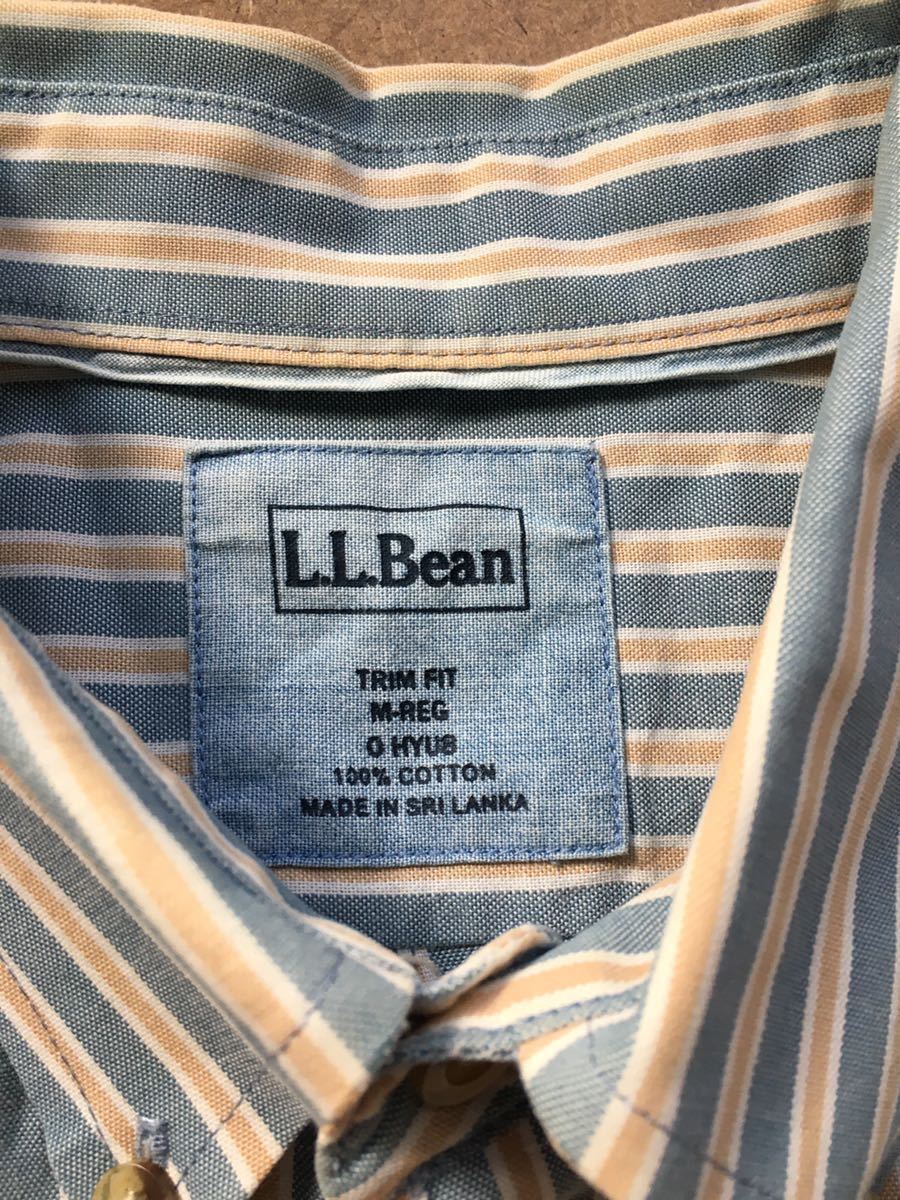 L.L.Bean
TRIM FIT
M-REG
0 HYU8
100% COTTON
MADE IN SRI LANKA